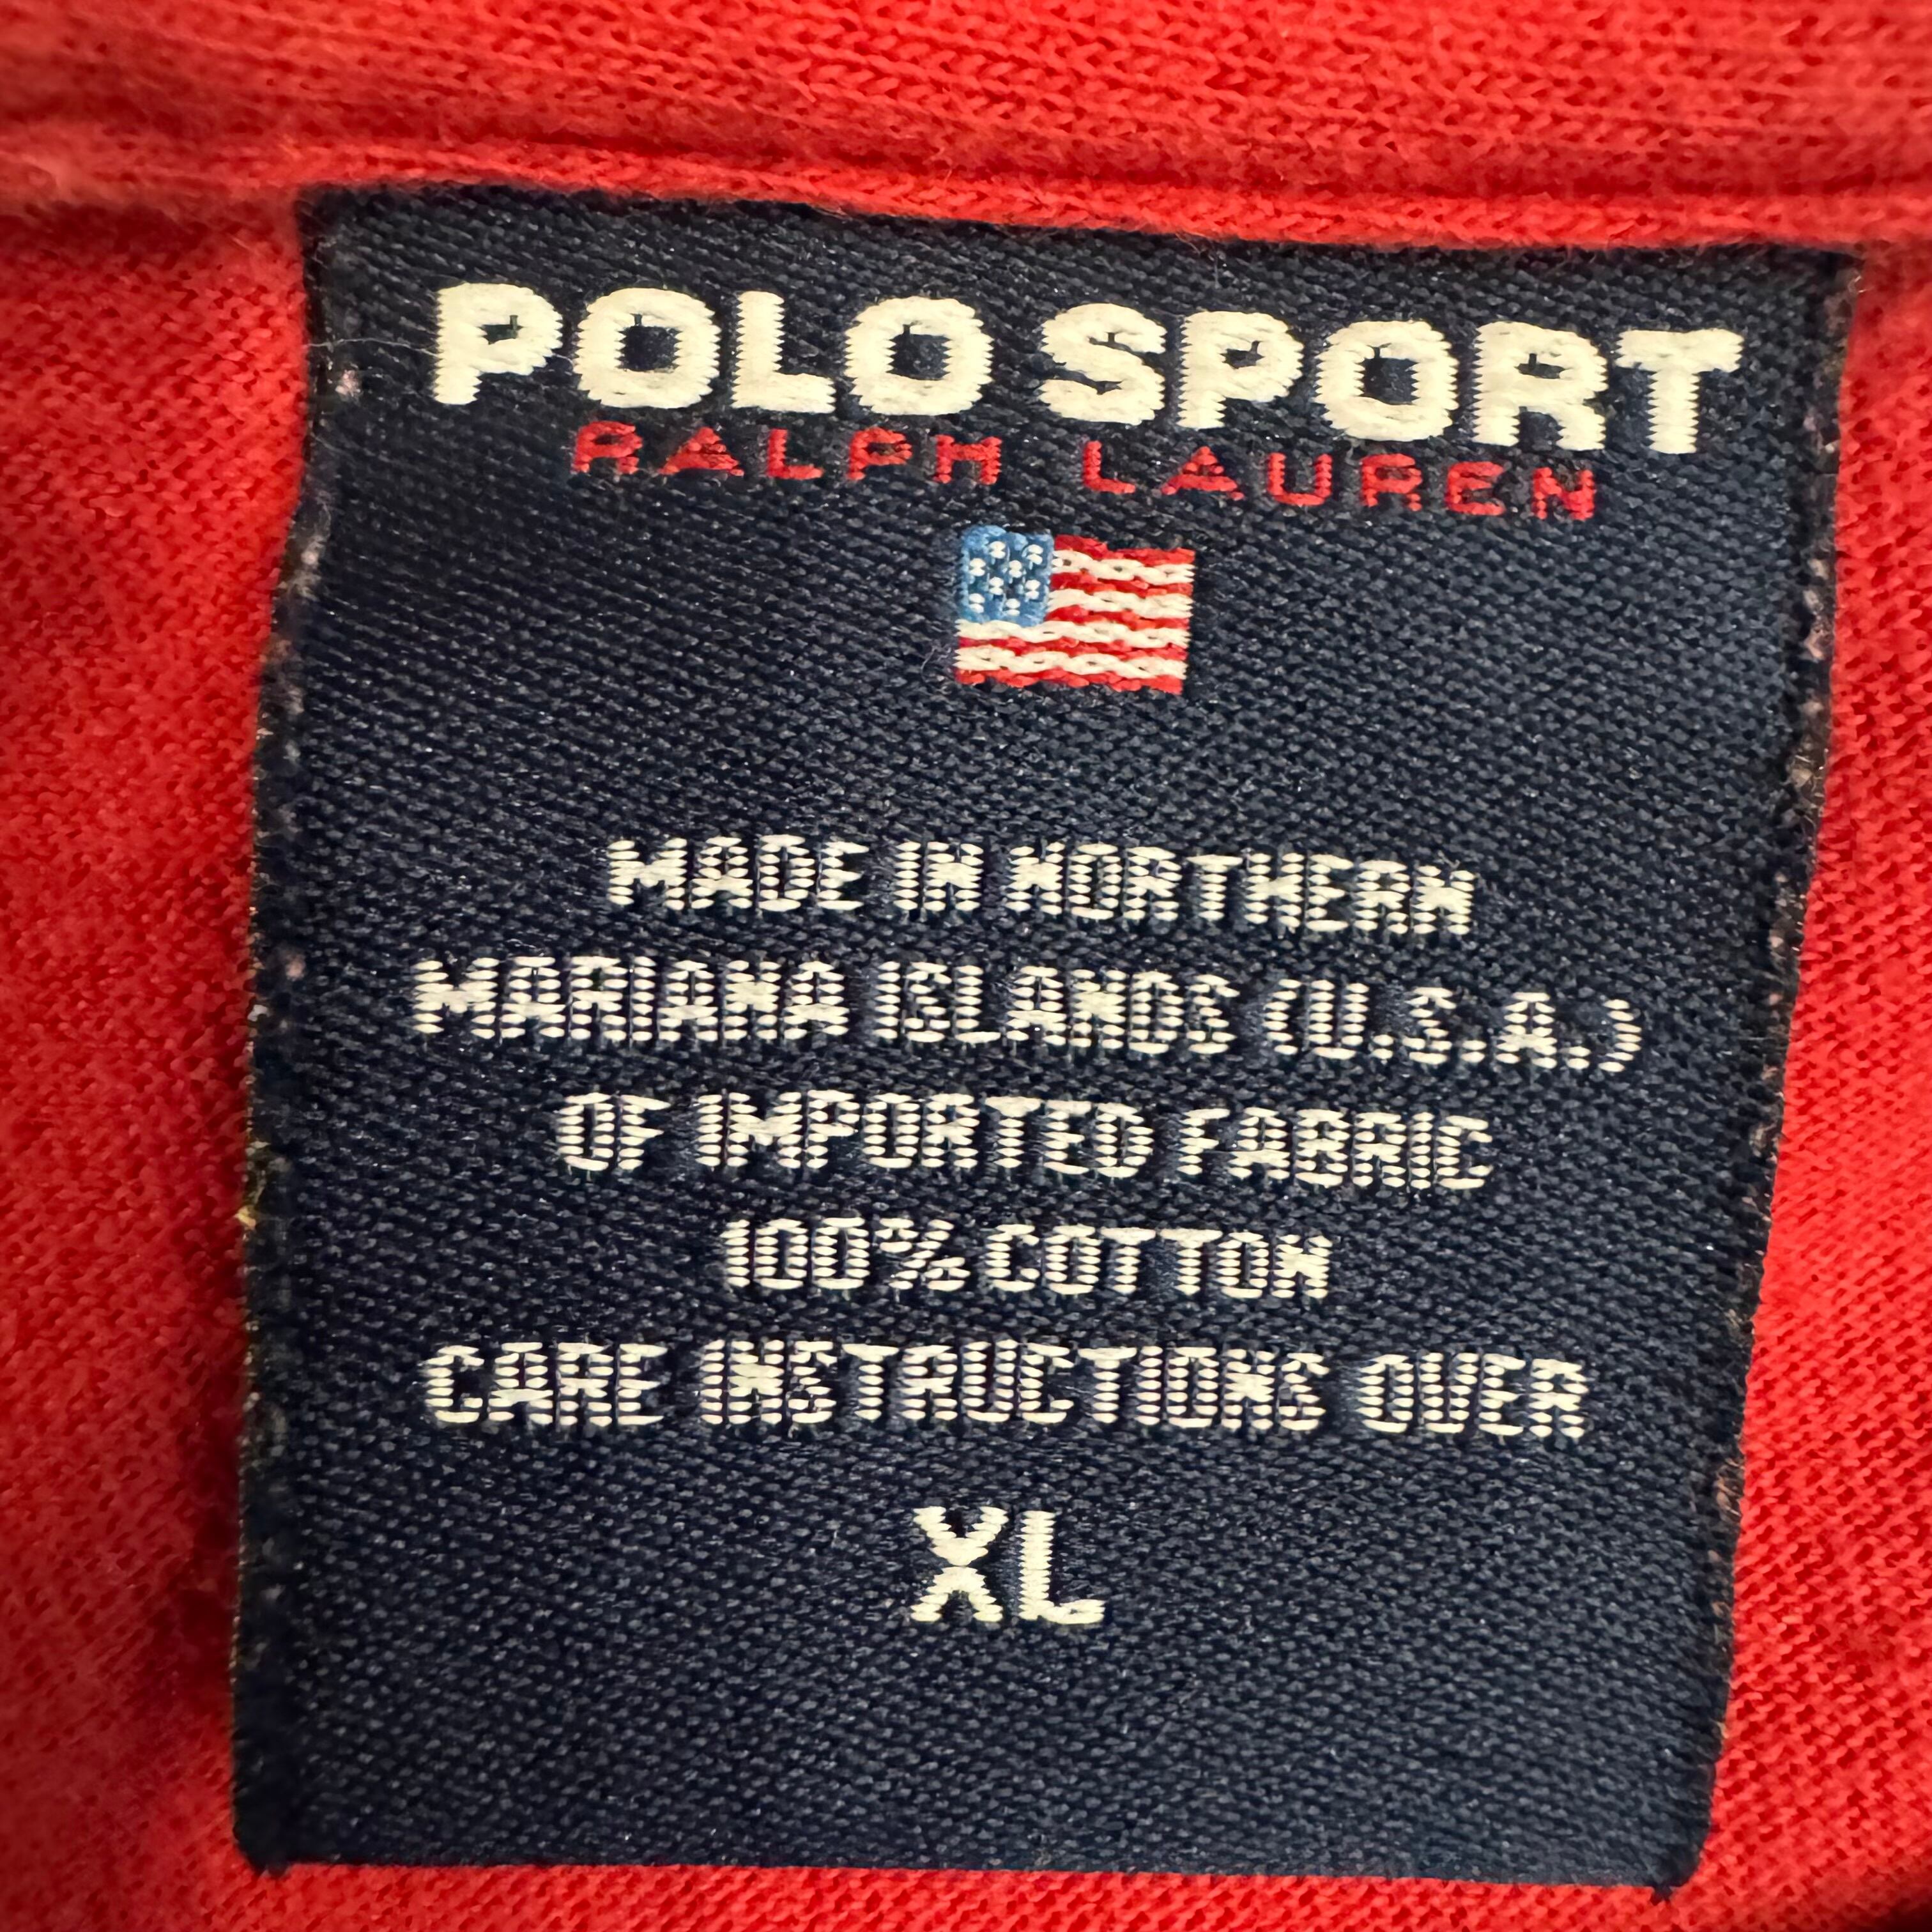 POLO SPORT
RALPH LAUREN
MADE IN NORTHERN
MARIANA ISLANDS (U.S.A.)
OF IMPORTED FABRIC
100% COTTON
CARE INSTRUCTIONS OVER
XL